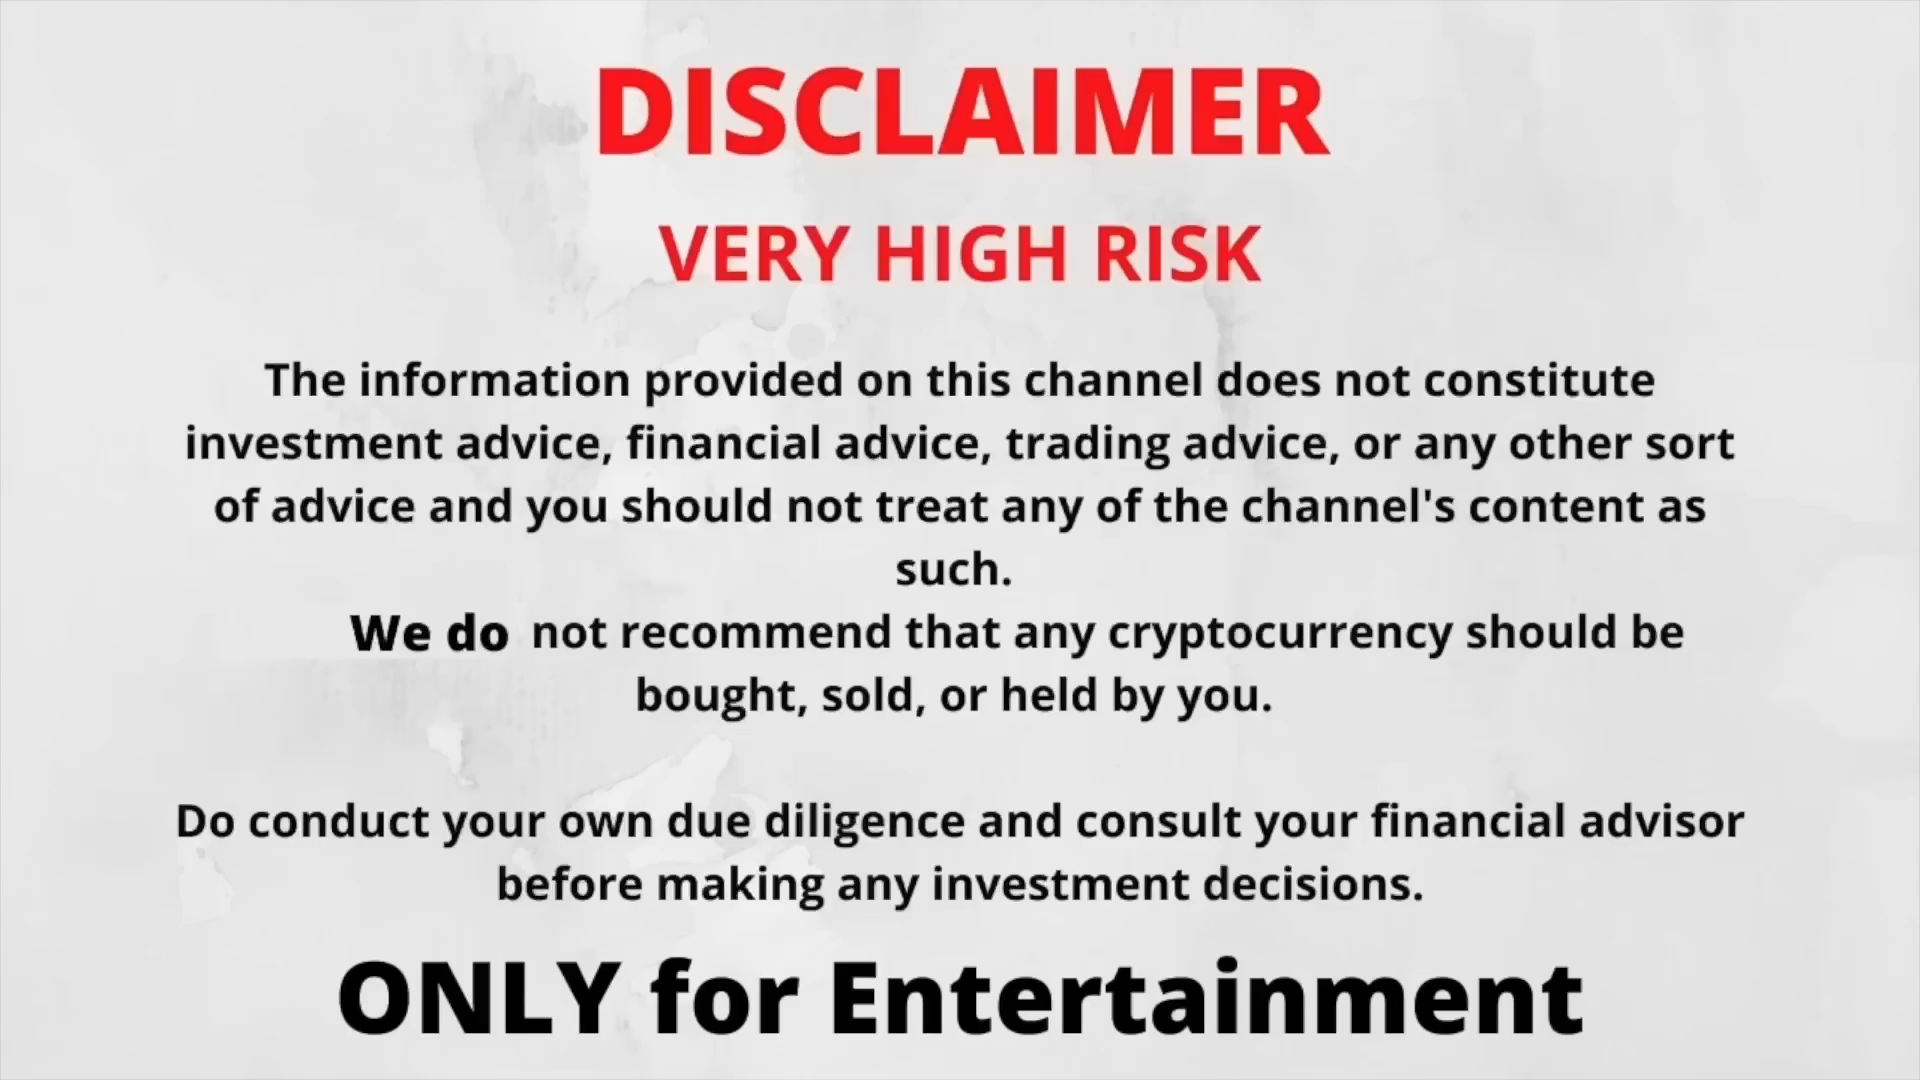 DISCLAIMER
VERY HIGH RISK
The information provided on this channel does not constitute
investment advice, financial advice, trading advice, or any other sort
of advice and you should not treat any of the channel's content as
such.
We do not recommend that any cryptocurrency should be
bought, sold, or held by you.
Do conduct your own due diligence and consult your financial advisor
before making any investment decisions.
ONLY for Entertainment